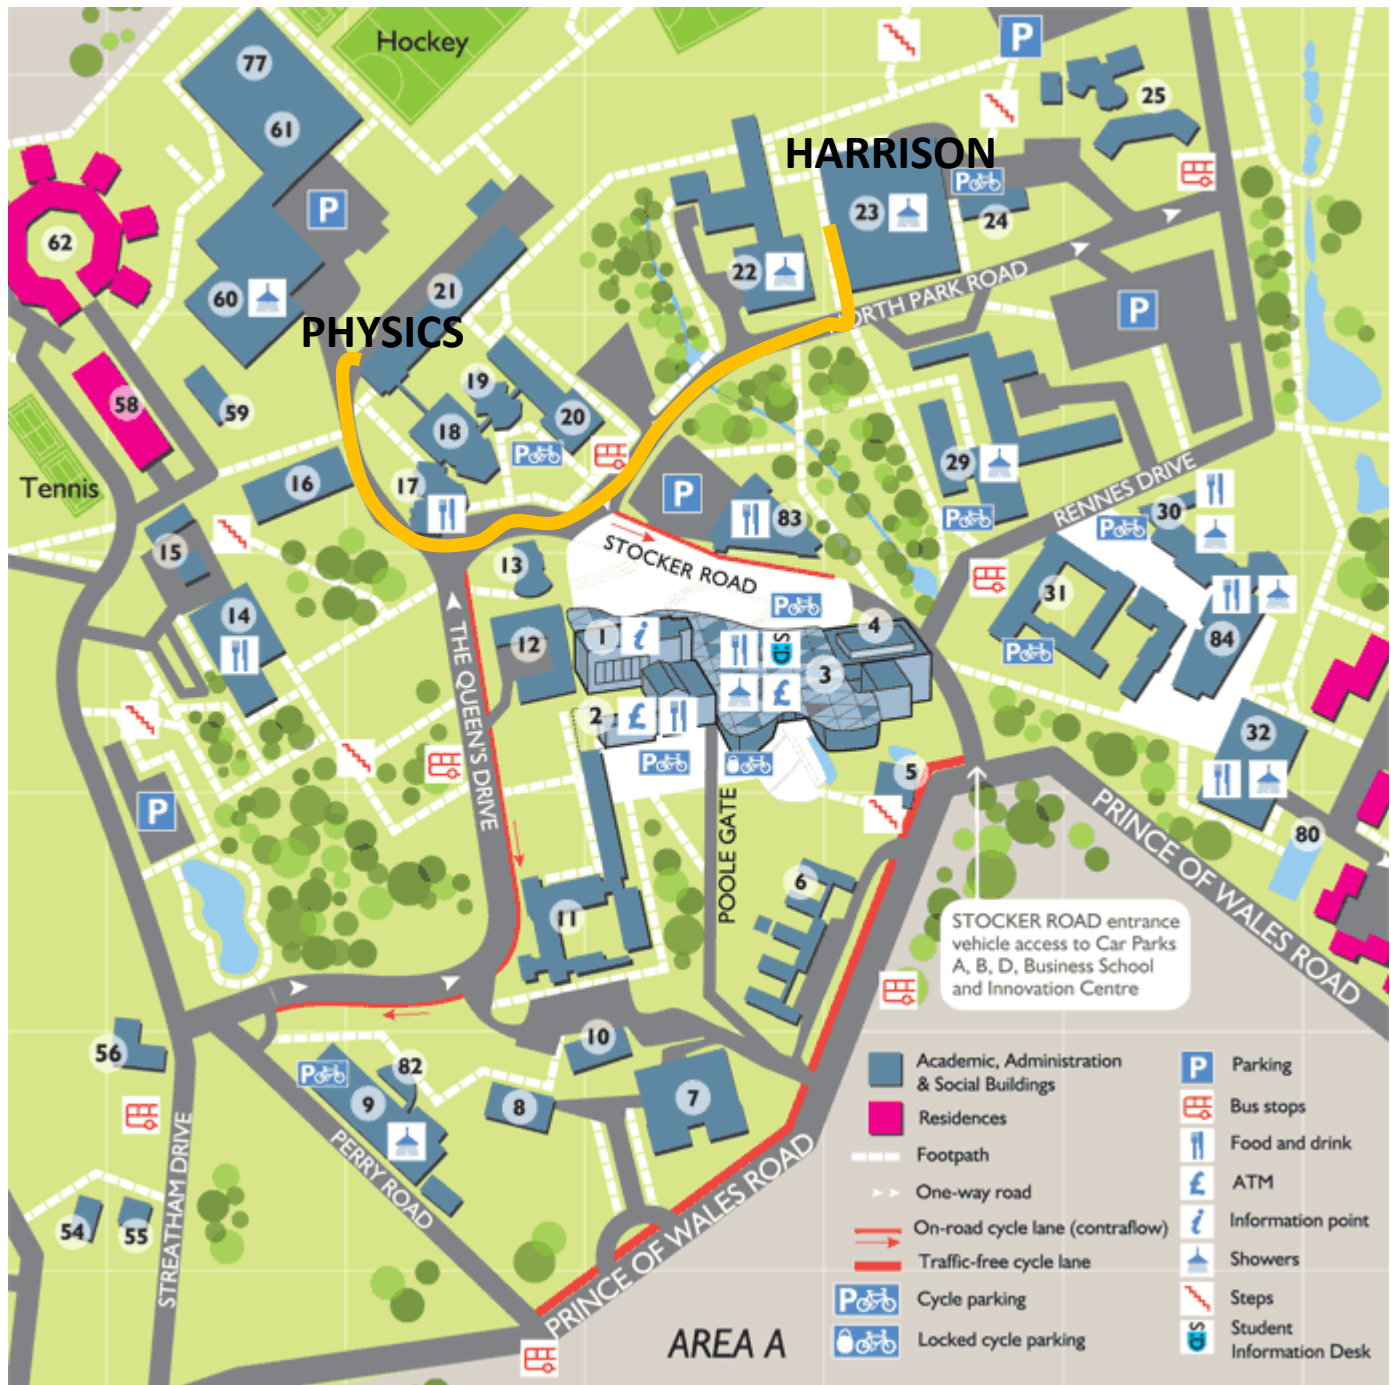 Hockey
77
61
P
25
HARRISON
P
62
23
24
22
60
21
NORTH PARK ROAD
P
PHYSICS
58
59
19
20
18
P
Tennis
16
17
29
RENNES DRIVE
P
83
30
P
P
15
13
STOCKER ROAD
31
14
THE QUEEN'S DRIVE
12
1
i
P
SID
4
3
P
84
2
£
£
P
32
5
P
POOLE GATE
PRINCE OF WALES ROAD
80
6
11
STOCKER ROAD entrance
vehicle access to Car Parks
A, B, D, Business School
and Innovation Centre
56
10
82
P
9
8
7
PERRY ROAD
STREATHAM DRIVE
54
55
PRINCE OF WALES ROAD
AREA A
Academic, Administration
& Social Buildings
Residences
Footpath
One-way road
On-road cycle lane (contraflow)
Traffic-free cycle lane
P
Cycle parking
Locked cycle parking
P
Parking
Bus stops
Food and drink
£
ATM
i
Information point
Showers
Steps
SID
Student
Information Desk